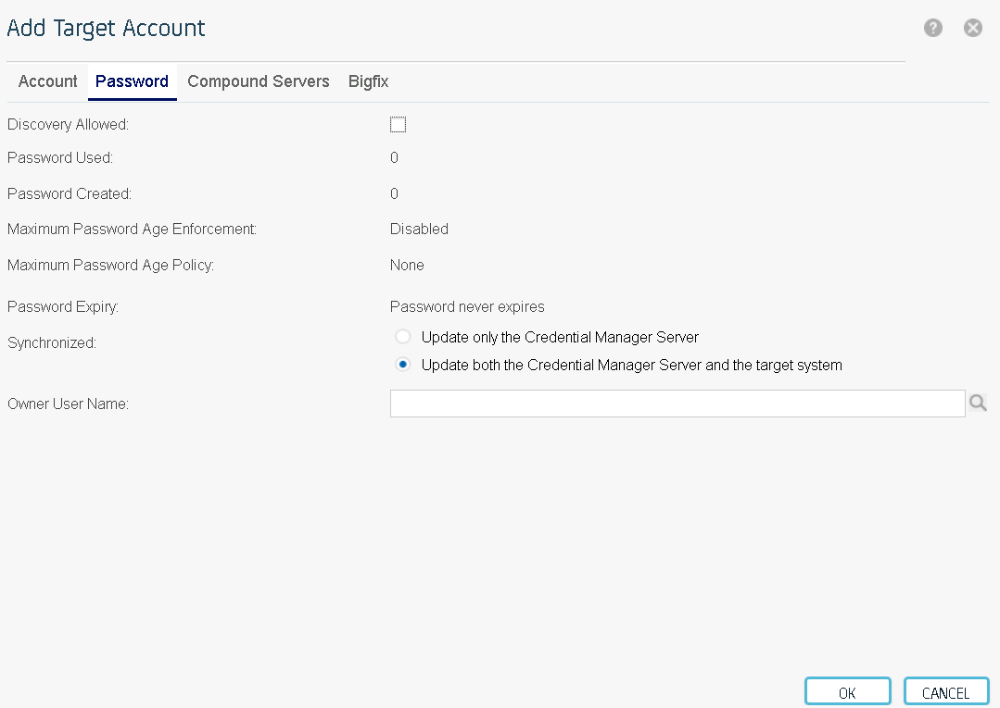 Add Target Account
?
Account Password Compound Servers Bigfix
Discovery Allowed:
Password Used: 0
Password Created: 0
Maximum Password Age Enforcement: Disabled
Maximum Password Age Policy: None
Password Expiry: Password never expires
Synchronized: Update only the Credential Manager Server
Update both the Credential Manager Server and the target system
Owner User Name:
OK CANCEL